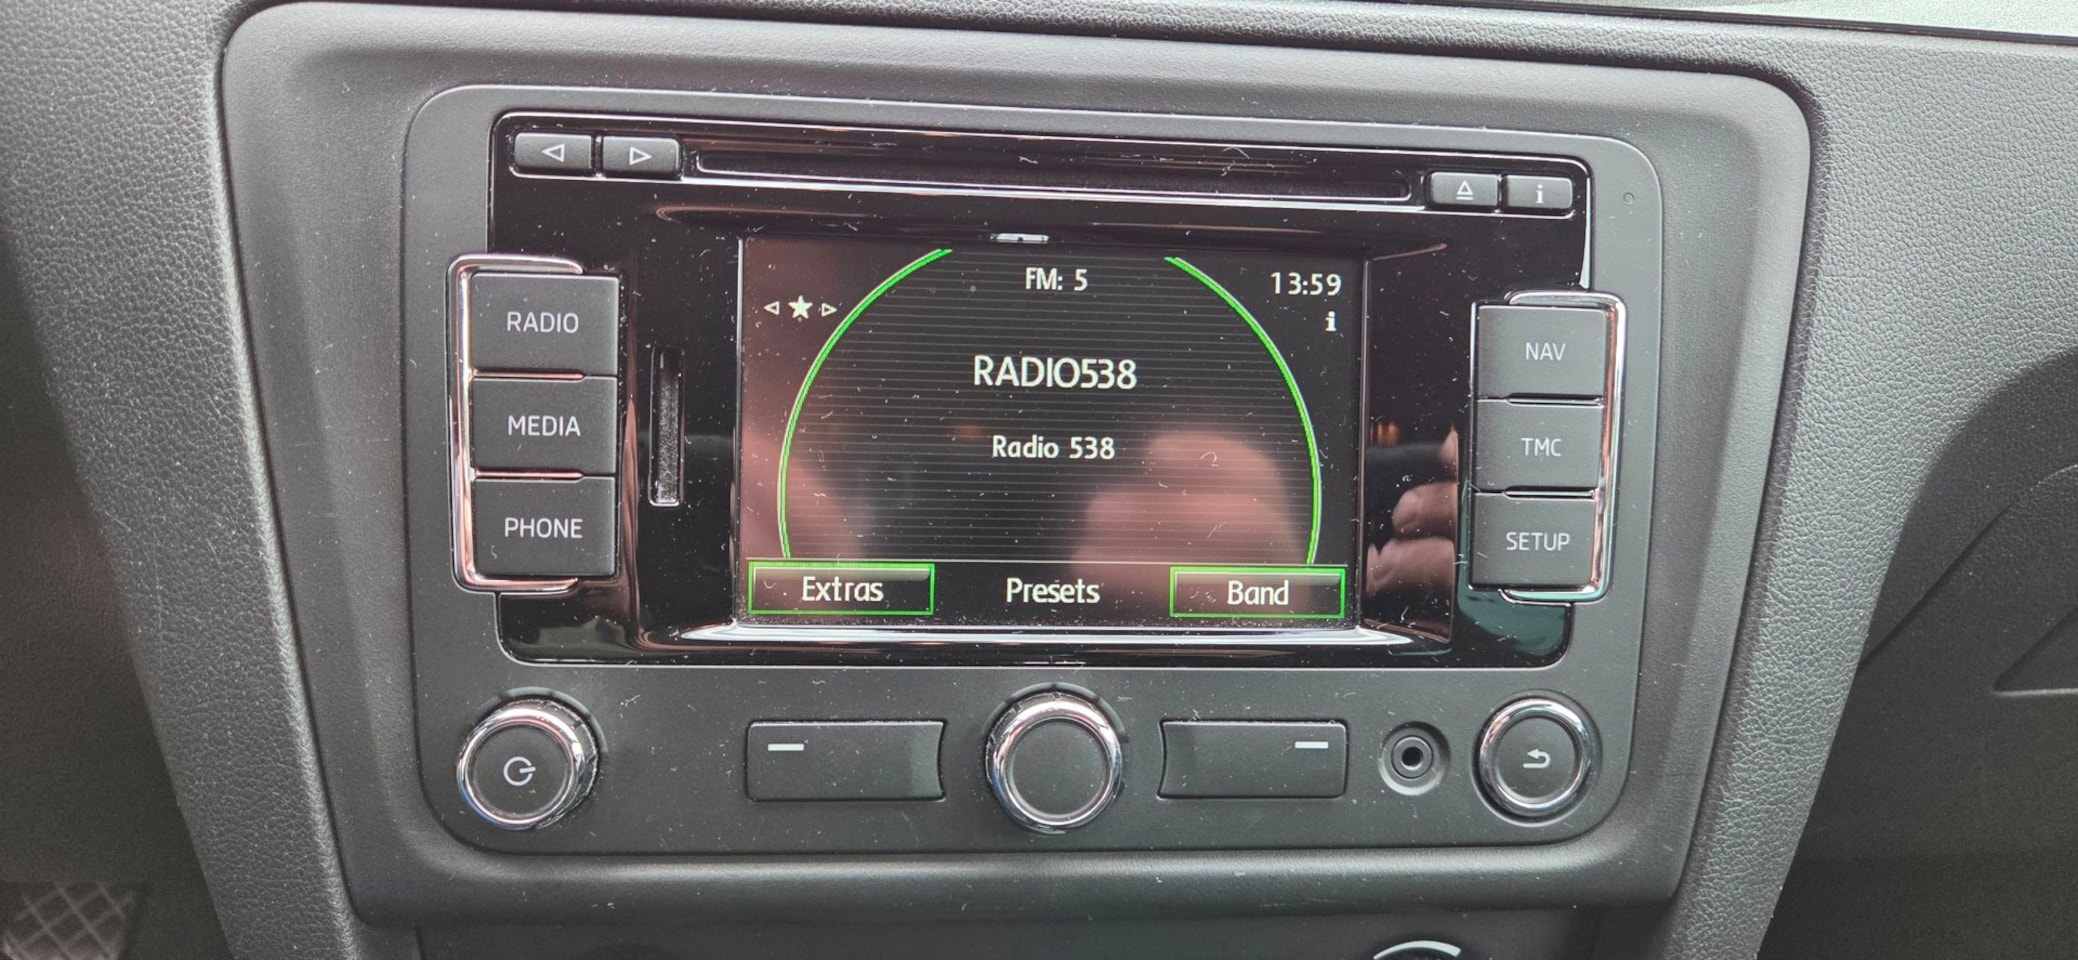 FM: 5
13:59
i
RADIO
RADIO538
NAV
MEDIA
Radio 538
TMC
PHONE
SETUP
Extras
Presets
Band